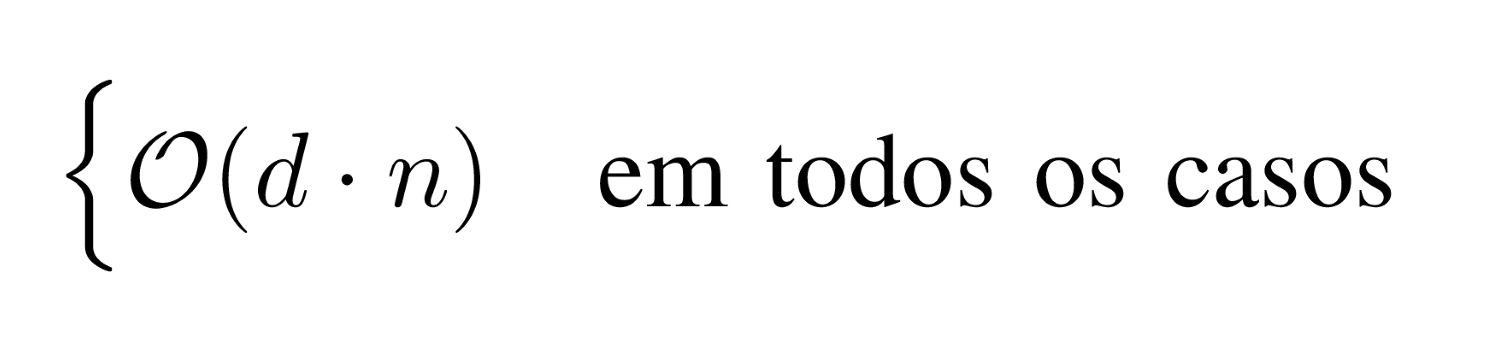 {𝒪(d · n) em todos os casos